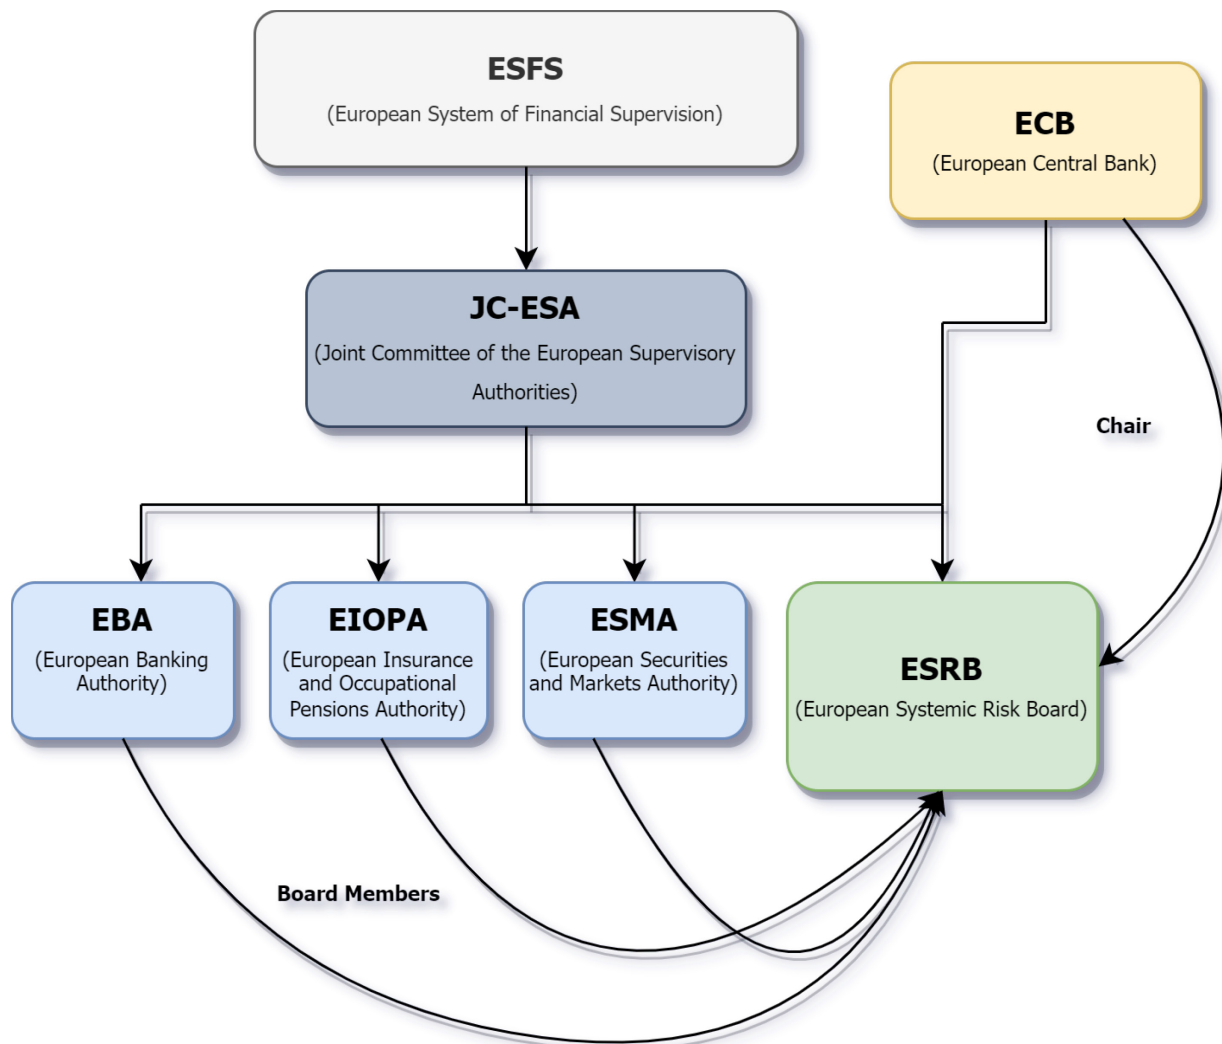 ESFS
(European System of Financial Supervision)
ECB
(European Central Bank)
JC-ESA
(Joint Committee of the European Supervisory
Authorities)
Chair
EBA
(European Banking
Authority)
EIOPA
(European Insurance
and Occupational
Pensions Authority)
ESMA
(European Securities
and Markets Authority)
ESRB
(European Systemic Risk Board)
Board Members